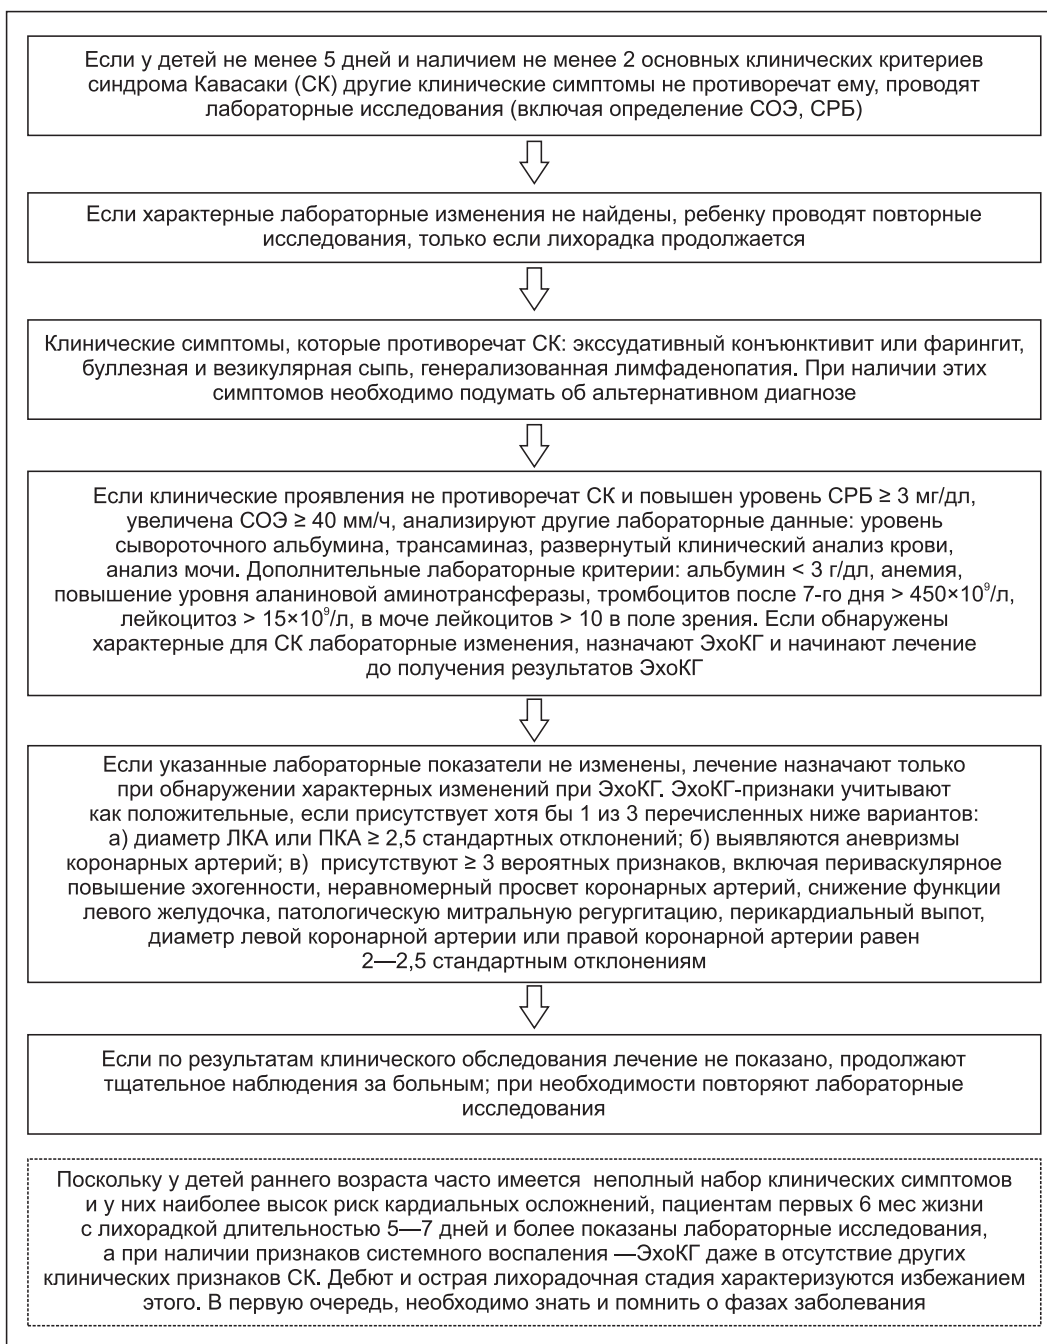 Если у детей не менее 5 дней и наличием не менее 2 основных клинических критериев
синдрома Кавасаки (СК) другие клинические симптомы не противоречат ему, проводят
лабораторные исследования (включая определение СОЭ, СРБ)
Если характерные лабораторные изменения не найдены, ребенку проводят повторные
исследования, только если лихорадка продолжается
Клинические симптомы, которые противоречат СК: экссудативный конъюнктивит или фарингит,
буллезная и везикулярная сыпь, генерализованная лимфаденопатия. При наличии этих
симптомов необходимо подумать об альтернативном диагнозе
Если клинические проявления не противоречат СК и повышен уровень СРБ ≥ 3 мг/дл,
увеличена СОЭ ≥ 40 мм/ч, анализируют другие лабораторные данные: уровень
сывороточного альбумина, трансаминаз, развернутый клинический анализ крови,
анализ мочи. Дополнительные лабораторные критерии: альбумин < 3 г/дл, анемия,
повышение уровня аланиновой аминотрансферазы, тромбоцитов после 7-го дня > 450×10⁹/л,
лейкоцитоз > 15×10⁹/л, в моче лейкоцитов > 10 в поле зрения. Если обнаружены
характерные для СК лабораторные изменения, назначают ЭхоКГ и начинают лечение
до получения результатов ЭхоКГ
Если указанные лабораторные показатели не изменены, лечение назначают только
при обнаружении характерных изменений при ЭхоКГ. ЭхоКГ-признаки учитывают
как положительные, если присутствует хотя бы 1 из 3 перечисленных ниже вариантов:
а) диаметр ЛКА или ПКА ≥ 2,5 стандартных отклонений; б) выявляются аневризмы
коронарных артерий; в) присутствуют ≥ 3 вероятных признаков, включая периваскулярное
повышение эхогенности, неравномерный просвет коронарных артерий, снижение функции
левого желудочка, патологическую митральную регургитацию, перикардиальный выпот,
диаметр левой коронарной артерии или правой коронарной артерии равен
2—2,5 стандартным отклонениям
Если по результатам клинического обследования лечение не показано, продолжают
тщательное наблюдения за больным; при необходимости повторяют лабораторные
исследования
Поскольку у детей раннего возраста часто имеется неполный набор клинических симптомов
и у них наиболее высок риск кардиальных осложнений, пациентам первых 6 мес жизни
с лихорадкой длительностью 5—7 дней и более показаны лабораторные исследования,
а при наличии признаков системного воспаления —ЭхоКГ даже в отсутствие других
клинических признаков СК. Дебют и острая лихорадочная стадия характеризуются избежанием
этого. В первую очередь, необходимо знать и помнить о фазах заболевания